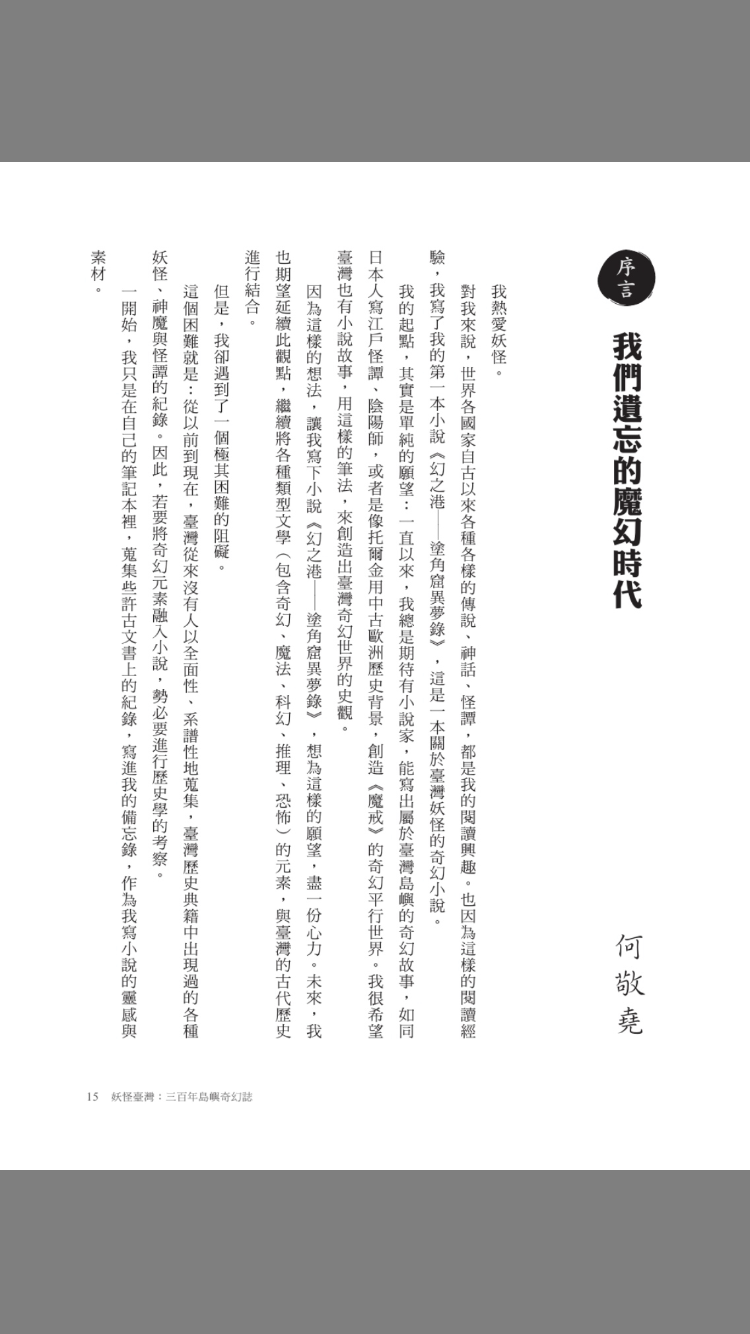 序言
我們遺忘的魔幻時代
何敬堯
我熱愛妖怪。
對我來說，世界各國家自古以來各種各樣的傳說、神話、怪譚，都是我的閱讀興趣。也因為這樣的閱讀經
驗，我寫了我的第一本小說《幻之港——塗角窟異夢錄》，這是一本關於臺灣妖怪的奇幻小說。
我的起點，其實是單純的願望：一直以來，我總是期待有小說家，能寫出屬於臺灣島嶼的奇幻故事，如同
日本人寫江戶怪譚、陰陽師，或者是像托爾金用中古歐洲歷史背景，創造《魔戒》的奇幻平行世界。我很希望
臺灣也有小說故事，用這樣的筆法，來創造出臺灣奇幻世界的史觀。
因為這樣的想法，讓我寫下小說《幻之港——塗角窟異夢錄》，想為這樣的願望，盡一份心力。未來，我
也期望延續此觀點，繼續將各種類型文學（包含奇幻、魔法、科幻、推理、恐怖）的元素，與臺灣的古代歷史
進行結合。
但是，我卻遇到了一個極其困難的阻礙。
這個困難就是：從以前到現在，臺灣從來沒有人以全面性、系譜性地蒐集，臺灣歷史典籍中出現過的各種
妖怪、神魔與怪譚的紀錄。因此，若要將奇幻元素融入小說，勢必要進行歷史學的考察。
一開始，我只是在自己的筆記本裡，蒐集些許古文書上的紀錄，寫進我的備忘錄，作為我寫小說的靈感與
素材。
15 妖怪臺灣：三百年島嶼奇幻誌